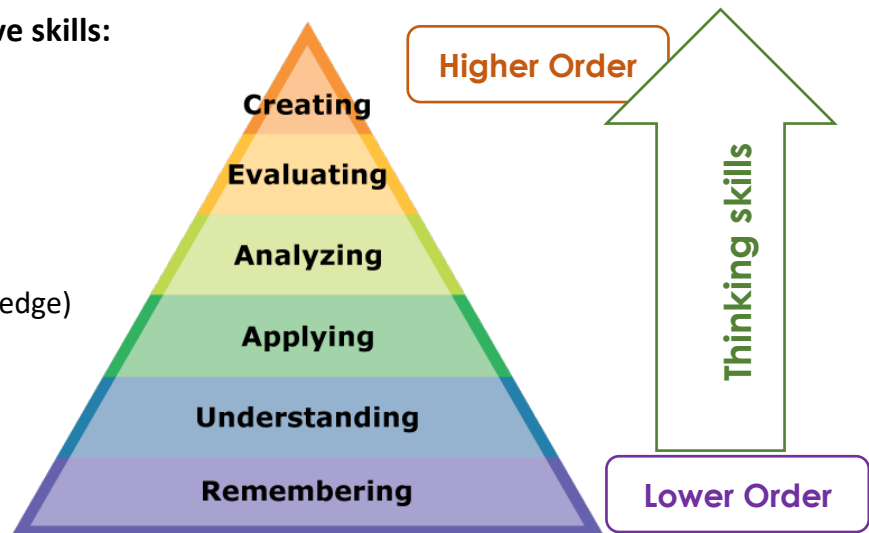 ve skills:
Higher Order
Creating
Evaluating
Thinking skills
Analyzing
edge)
Applying
Understanding
Remembering
Lower Order